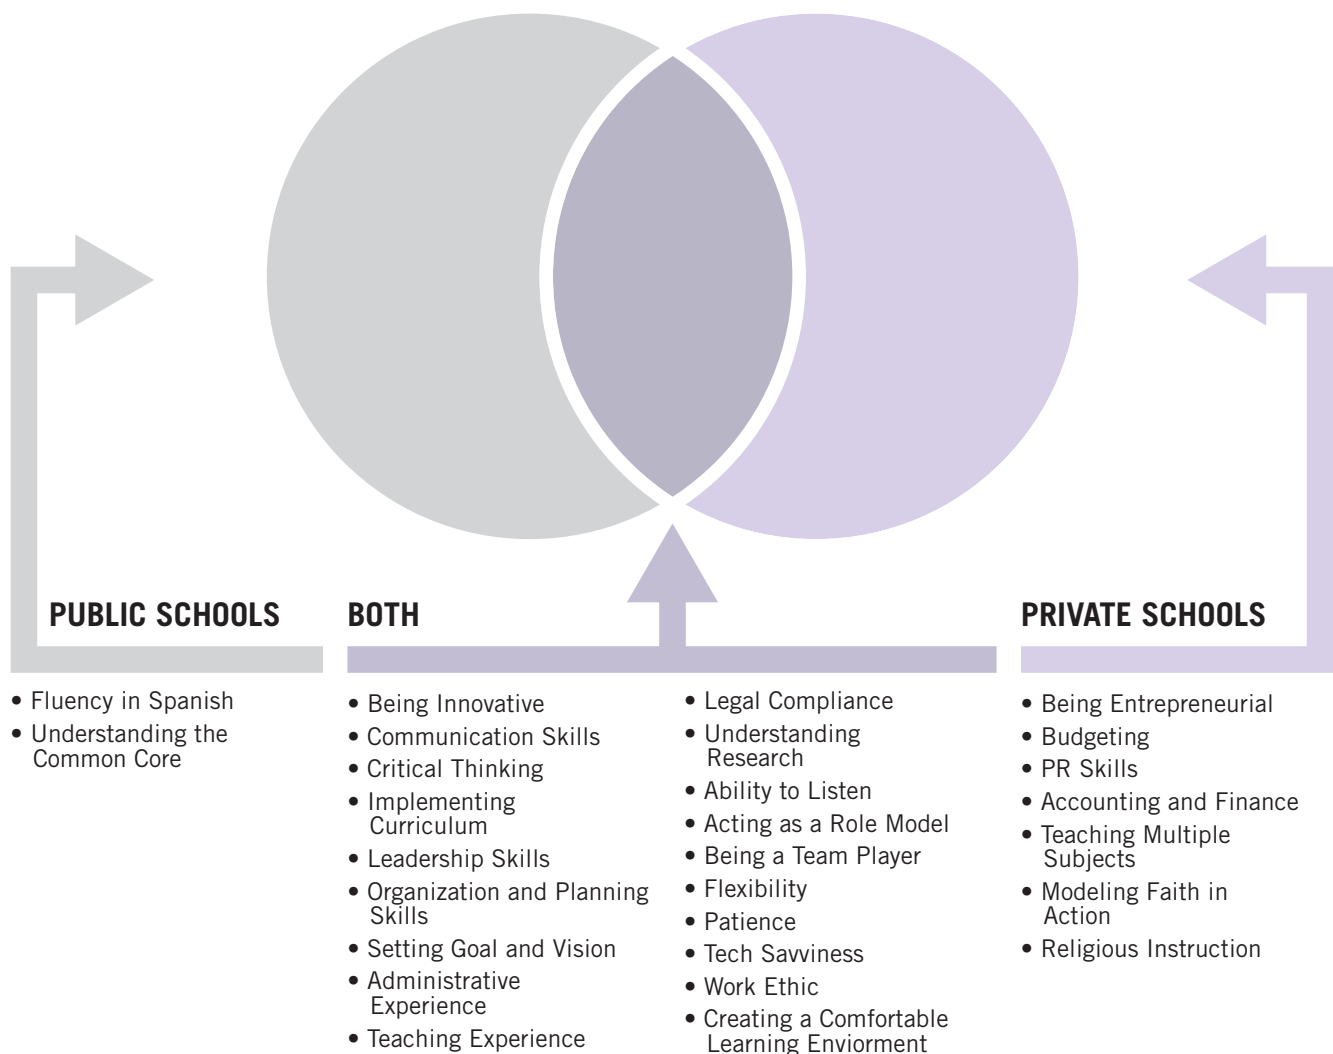 PUBLIC SCHOOLS
• Fluency in Spanish
• Understanding the
Common Core
BOTH
• Being Innovative
• Communication Skills
• Critical Thinking
• Implementing
Curriculum
• Leadership Skills
• Organization and Planning
Skills
• Setting Goal and Vision
• Administrative
Experience
• Teaching Experience
• Legal Compliance
• Understanding
Research
• Ability to Listen
• Acting as a Role Model
• Being a Team Player
• Flexibility
• Patience
• Tech Savviness
• Work Ethic
• Creating a Comfortable
Learning Enviorment
PRIVATE SCHOOLS
• Being Entrepreneurial
• Budgeting
• PR Skills
• Accounting and Finance
• Teaching Multiple
Subjects
• Modeling Faith in
Action
• Religious Instruction